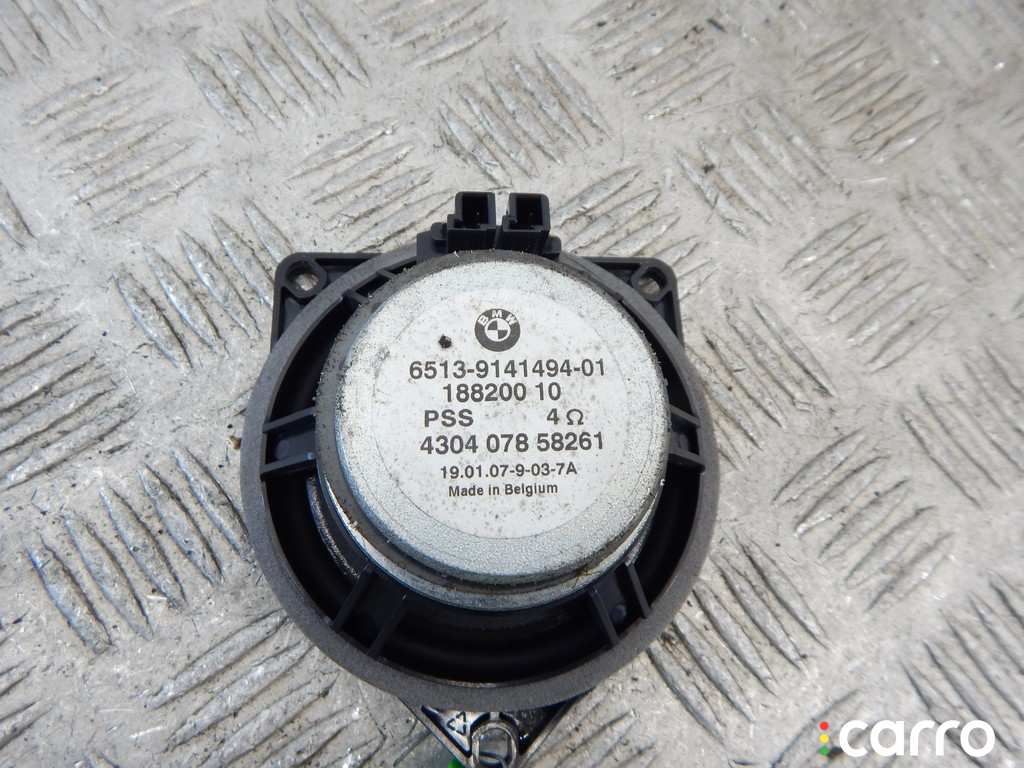 BMW
6513-9141494-01
188200 10
PSS 4 Ω
4304 078 58261
19.01.07-9-03-7A
Made in Belgium
carro